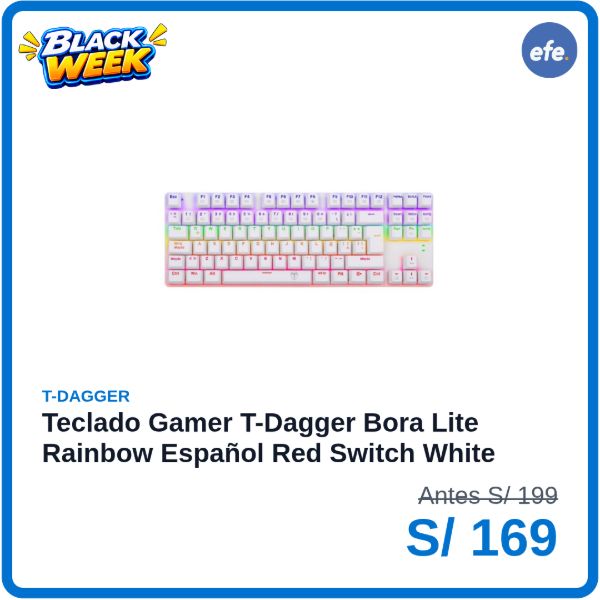 BLACK
WEEK
efe.
T-DAGGER
Teclado Gamer T-Dagger Bora Lite
Rainbow Español Red Switch White
Antes S/ 199
S/ 169